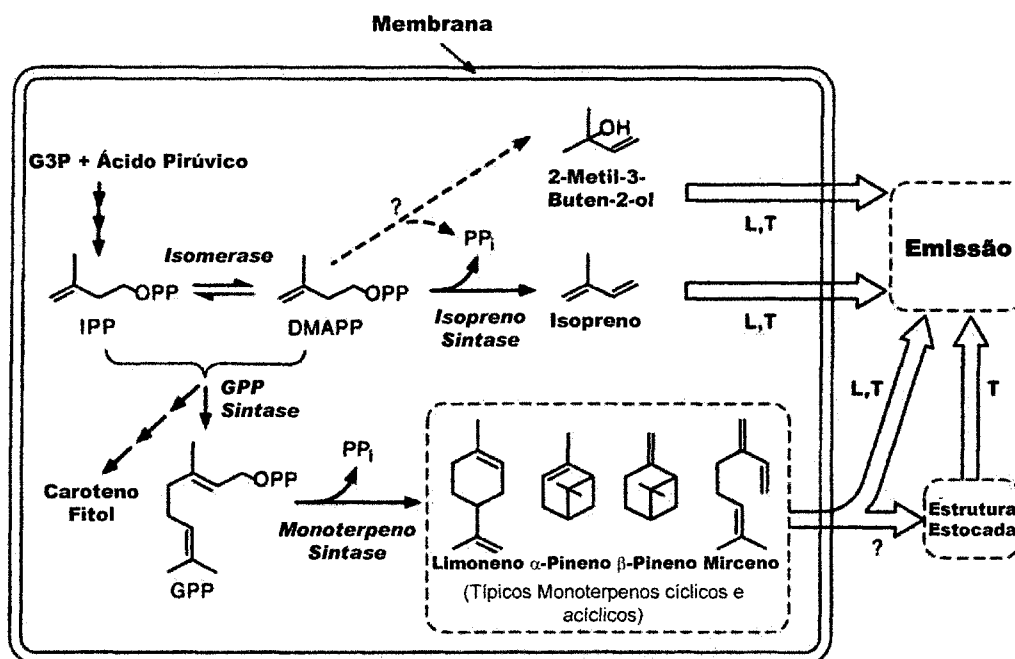 Membrana
G3P + Ácido Pirúvico
OH
2-Metil-3-
Buten-2-ol
L,T
Emissão
?
PPi
Isomeraso
OPP
IPP
OPP
DMAPP
Isopreno
Sintase
Isopreno
L,T
GPP
Sintase
L,T
T
Caroteno
Fitol
OPP
GPP
PPi
Monoterpeno
Sintase
Limoneno α-Pineno β-Pineno Mirceno
(Típicos Monoterpenos cíclicos e
acíclicos)
?
Estrutura
Estocada